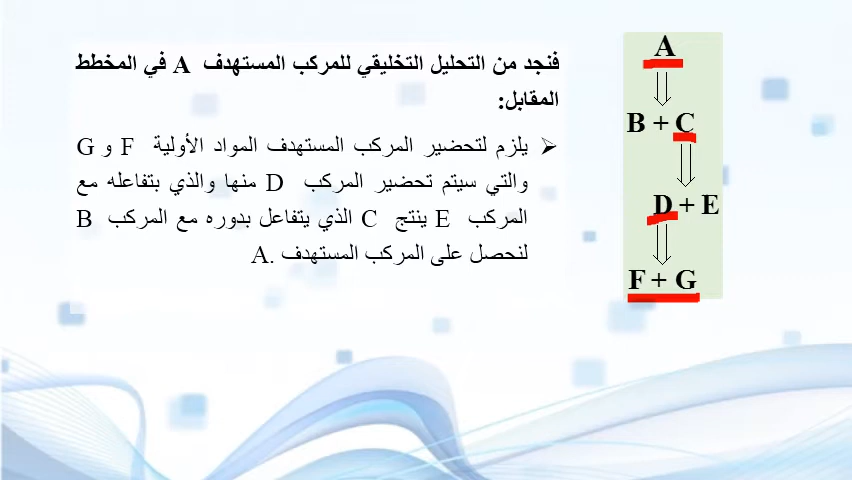 فنجد من التحليل التخليقي للمركب المستهدف A في المخطط
المقابل:
يلزم لتحضير المركب المستهدف المواد الأولية F و G
والتي سيتم تحضير المركب D منها والذي بتفاعله مع
المركب E ينتج C الذي يتفاعل بدوره مع المركب B
لنحصل على المركب المستهدف .A
A
B + C
D + E
F + G